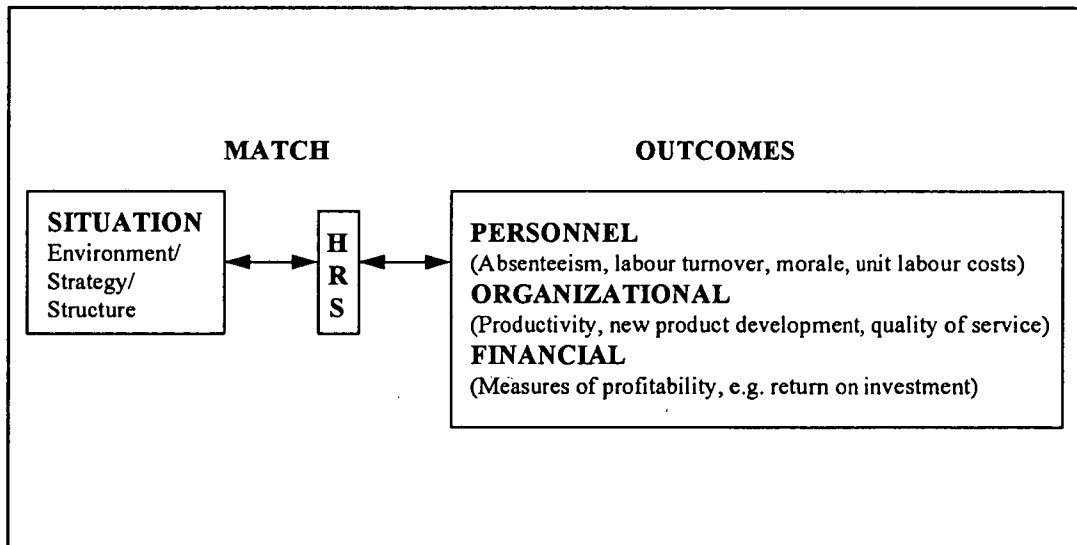 MATCH
OUTCOMES
SITUATION
Environment/
Strategy/
Structure
H
R
S
PERSONNEL
(Absenteeism, labour turnover, morale, unit labour costs)
ORGANIZATIONAL
(Productivity, new product development, quality of service)
FINANCIAL
(Measures of profitability, e.g. return on investment)